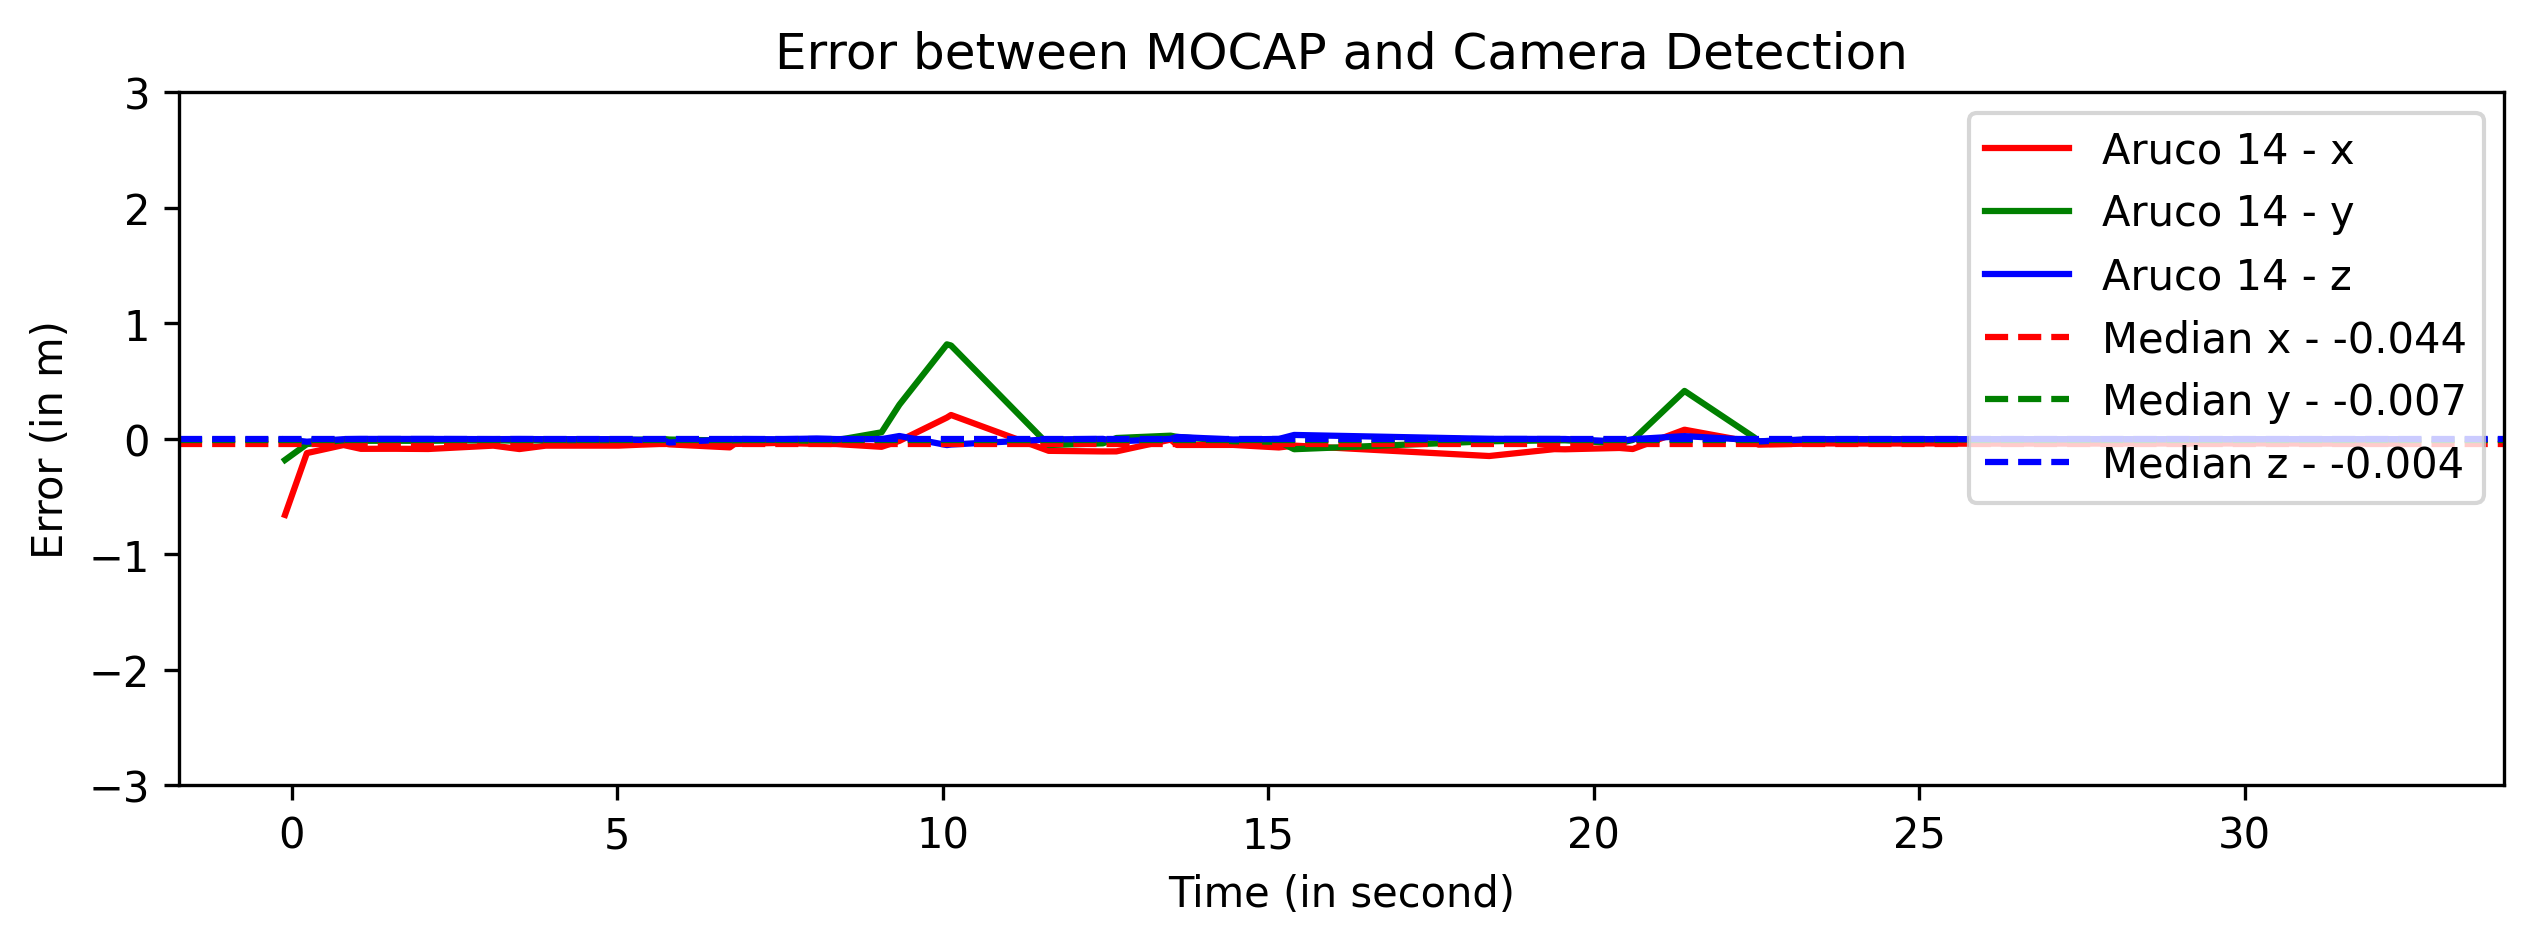 Error between MOCAP and Camera Detection
3
2
1
0
−1
−2
−3
Error (in m)
Aruco 14 - x
Aruco 14 - y
Aruco 14 - z
Median x - -0.044
Median y - -0.007
Median z - -0.004
0 5 10 15 20 25 30
Time (in second)